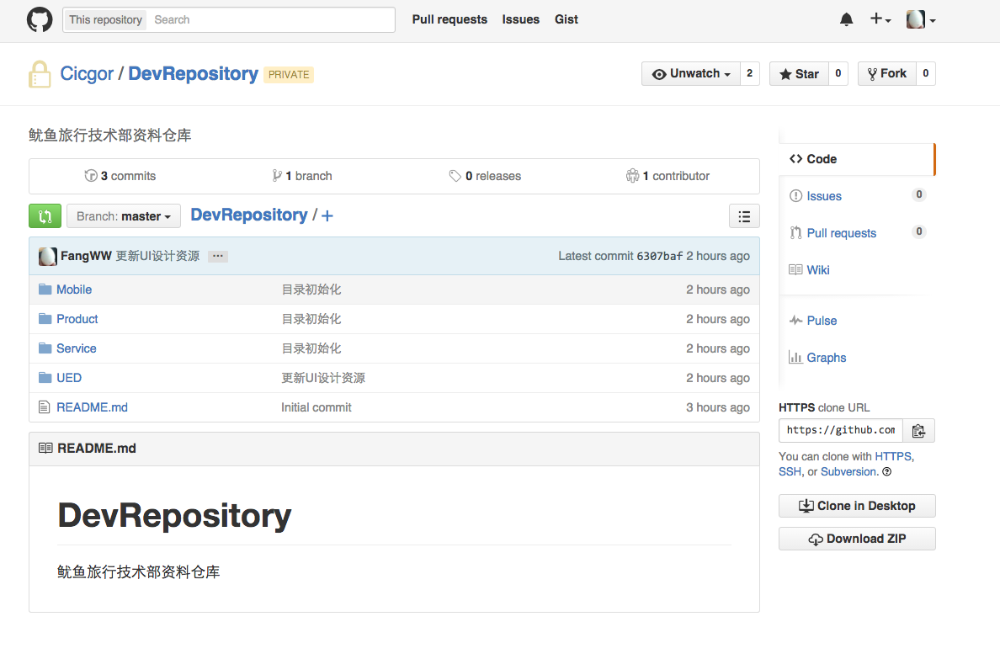 This repository Search Pull requests Issues Gist
Cicgor / DevRepository PRIVATE Unwatch 2 Star 0 Fork 0
鱿鱼旅行技术部资料仓库
3 commits 1 branch 0 releases 1 contributor
Branch: master DevRepository / +
FangWW 更新UI设计资源 ... Latest commit 6307baf 2 hours ago
Mobile 目录初始化 2 hours ago
Product 目录初始化 2 hours ago
Service 目录初始化 2 hours ago
UED 更新UI设计资源 2 hours ago
README.md Initial commit 3 hours ago
README.md
DevRepository
鱿鱼旅行技术部资料仓库
Code
Issues 0
Pull requests 0
Wiki
Pulse
Graphs
HTTPS clone URL
https://github.com
You can clone with HTTPS,
SSH, or Subversion.
Clone in Desktop
Download ZIP